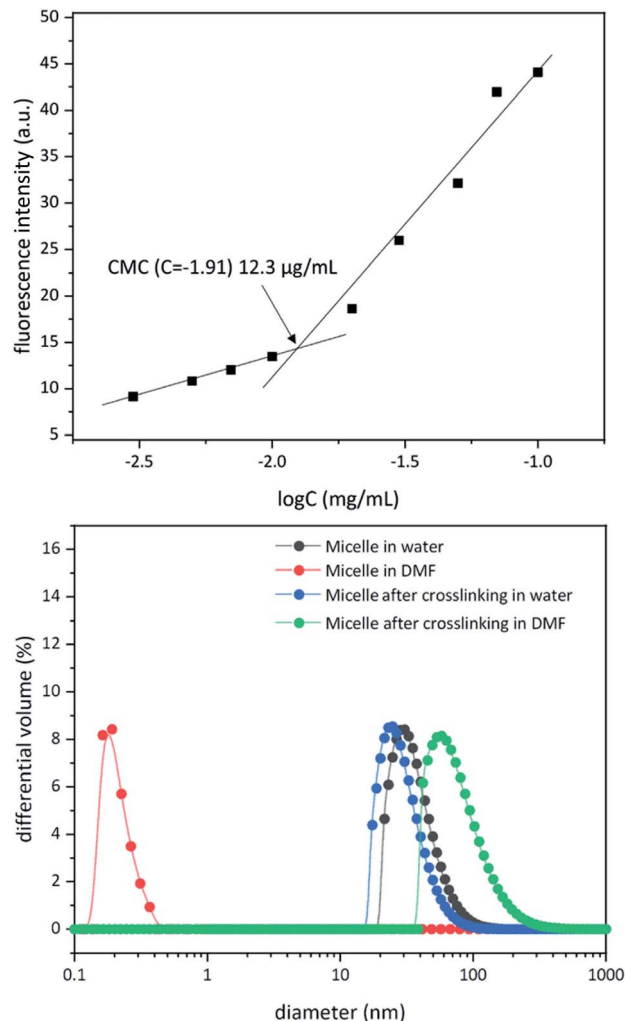 50
45
40
35
30
25
20
15
10
5
fluorescence intensity (a.u.)
CMC (C=-1.91) 12.3 µg/mL
-2.5 -2.0 -1.5 -1.0
logC (mg/mL)
16
14
12
10
8
6
4
2
0
differential volume (%)
Micelle in water
Micelle in DMF
Micelle after crosslinking in water
Micelle after crosslinking in DMF
0.1 1 10 100 1000
diameter (nm)